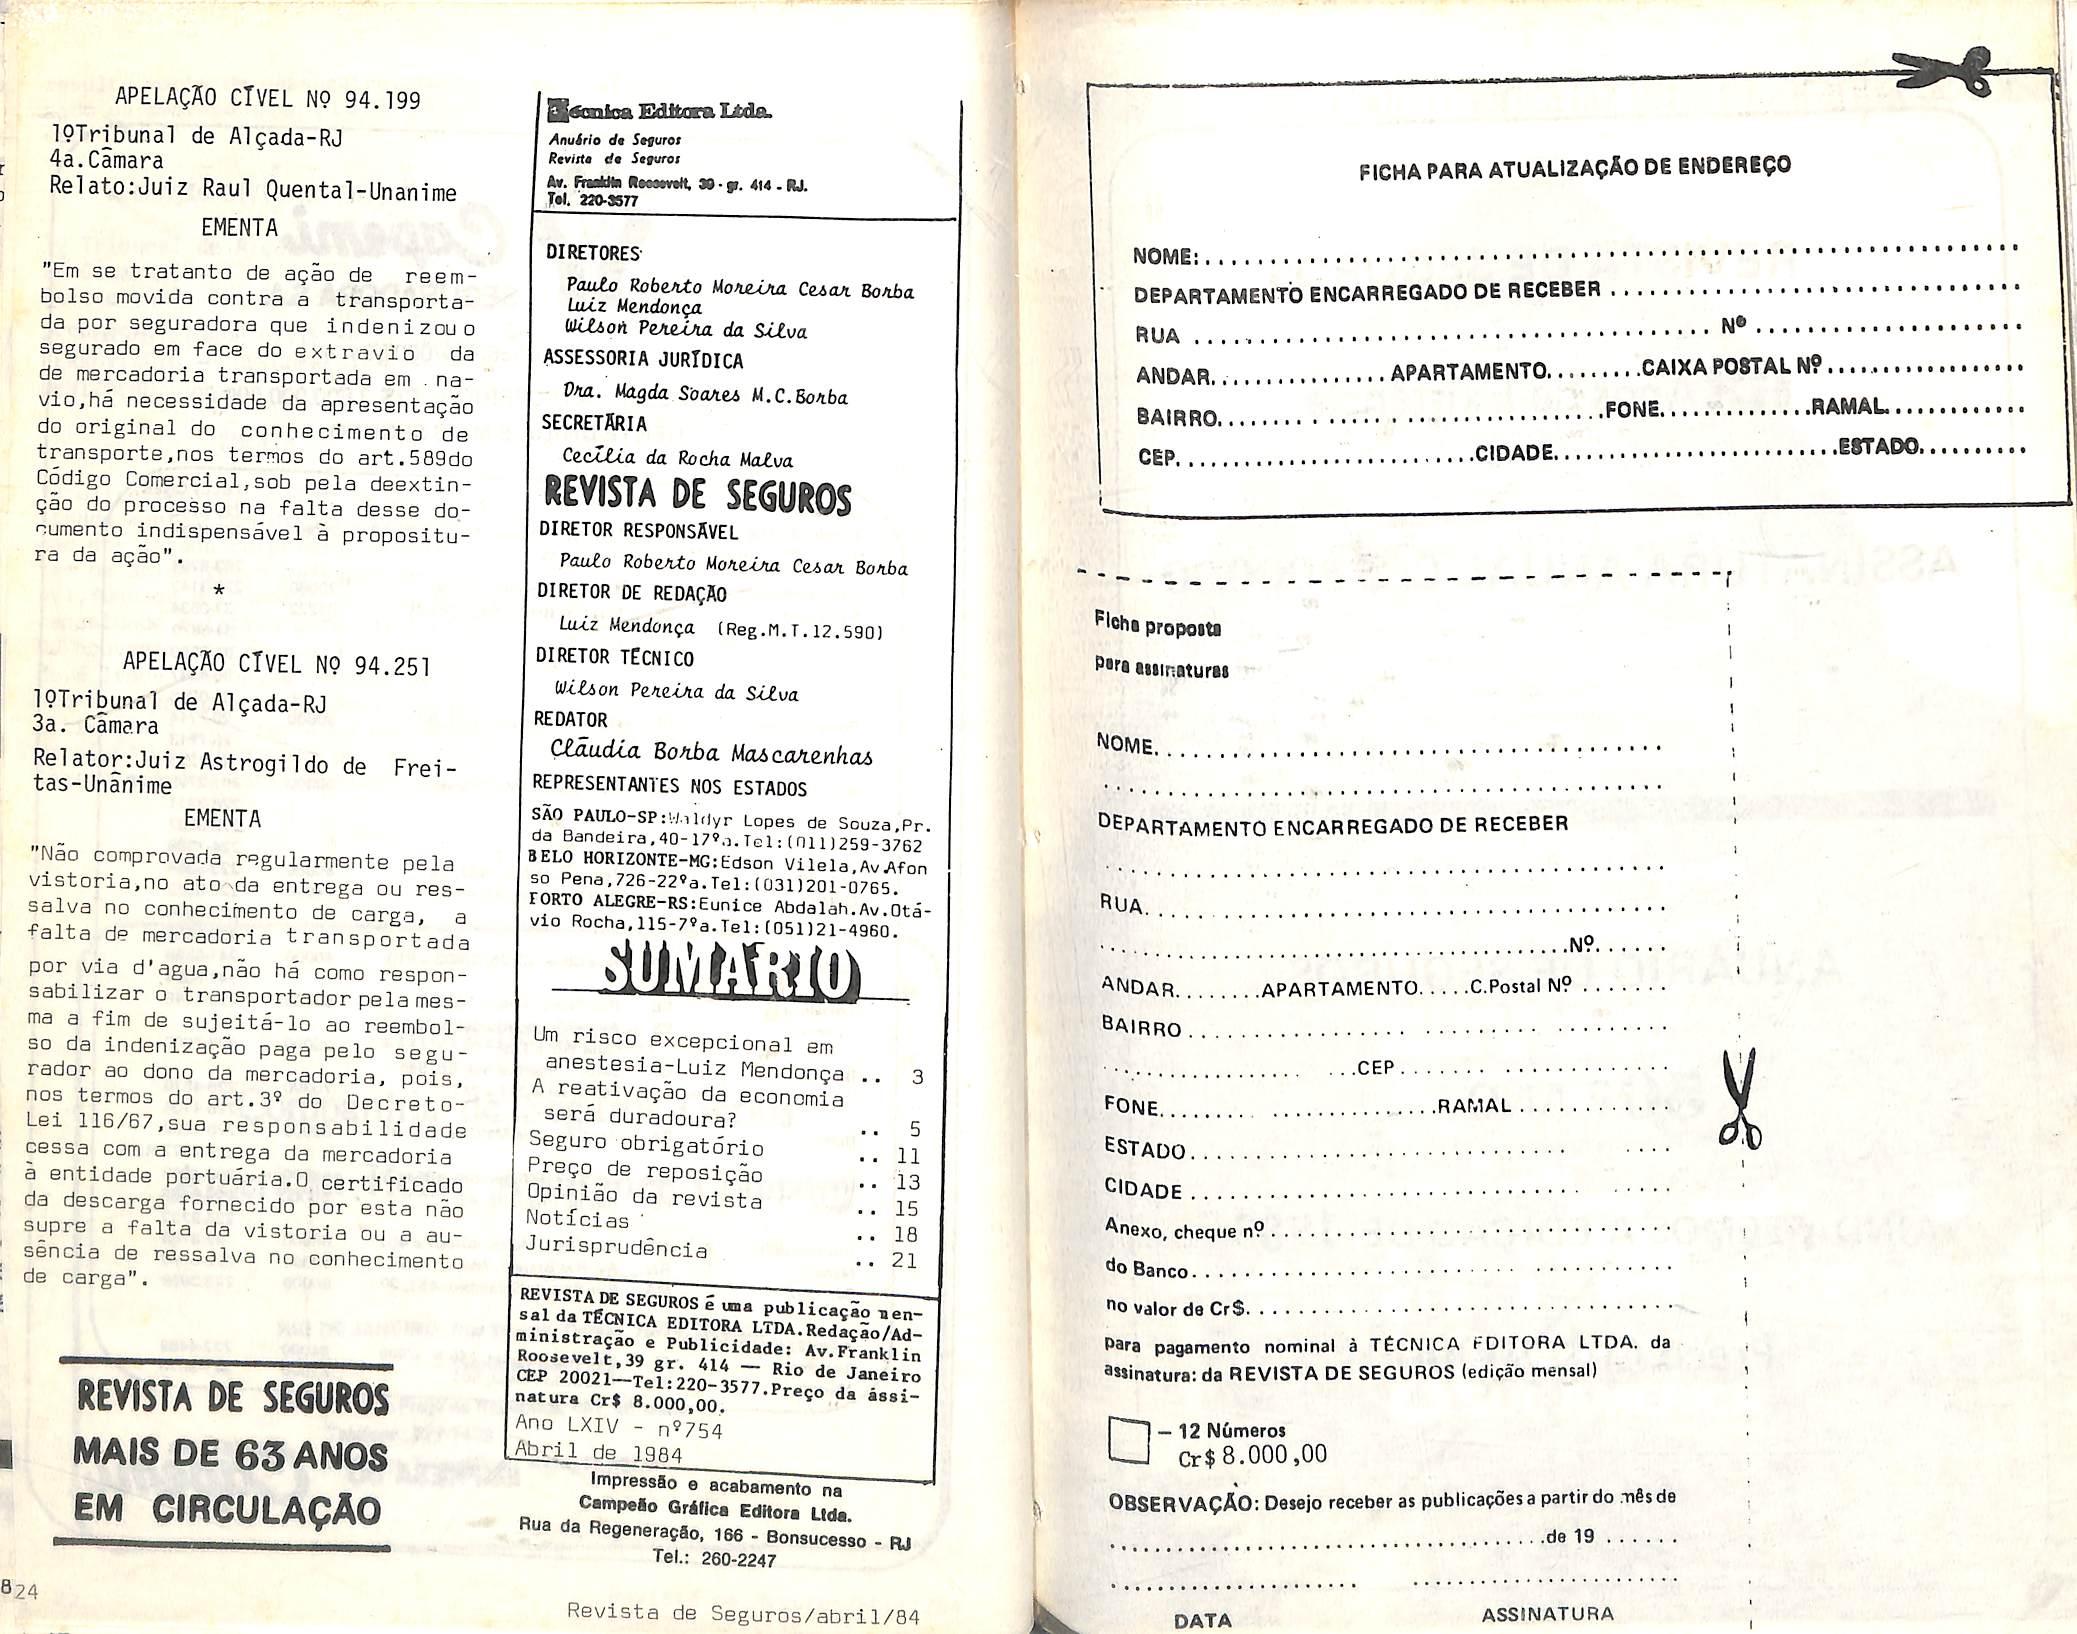 APELAÇÃO CÍVEL Nº 94.199
1ºTribunal de Alçada-RJ
4a.Câmara
Relato:Juiz Raul Quental-Unanime
EMENTA
"Em se tratanto de ação de reem-
bolso movida contra a transporta-
da por seguradora que indenizou o
segurado em face do extravio da
de mercadoria transportada em na-
vio,há necessidade da apresentação
do original do conhecimento de
transporte,nos termos do art.589do
Código Comercial,sob pela deextin-
ção do processo na falta desse do-
cumento indispensável à propositu-
ra da ação".
*
APELAÇÃO CÍVEL Nº 94.251
1ºTribunal de Alçada-RJ
3a. Câmara
Relator:Juiz Astrogildo de Frei-
tas-Unânime
EMENTA
"Não comprovada regularmente pela
vistoria,no ato da entrega ou res-
salva no conhecimento de carga, a
falta de mercadoria transportada
por via d'agua,não há como respon-
sabilizar o transportador pela mes-
ma a fim de sujeitá-lo ao reembol-
so da indenização paga pelo segu-
rador ao dono da mercadoria, pois,
nos termos do art.3º do Decreto-
Lei 116/67,sua responsabilidade
cessa com a entrega da mercadoria
à entidade portuária.O certificado
da descarga fornecido por esta não
supre a falta da vistoria ou a au-
sência de ressalva no conhecimento
de carga".
REVISTA DE SEGUROS
MAIS DE 63 ANOS
EM CIRCULAÇÃO
824
Técnica Editora Ltda.
Anuário de Seguros
Revista de Seguros
Av. Franklin Roosevelt, 39 - gr. 414 - RJ.
Tel. 220-3577
DIRETORES
Paulo Roberto Moreira Cesar Borba
Luiz Mendonça
Wilson Pereira da Silva
ASSESSORIA JURÍDICA
Dra. Magda Soares M.C.Borba
SECRETÁRIA
Cecília da Rocha Malva
REVISTA DE SEGUROS
DIRETOR RESPONSÁVEL
Paulo Roberto Moreira Cesar Borba
DIRETOR DE REDAÇÃO
Luiz Mendonça (Reg.M.T.12.590)
DIRETOR TÉCNICO
Wilson Pereira da Silva
REDATOR
Cláudia Borba Mascarenhas
REPRESENTANTES NOS ESTADOS
SÃO PAULO-SP:Waldyr Lopes de Souza,Pr.
da Bandeira,40-17ºa.Tel:(011)259-3762
BELO HORIZONTE-MG:Edson Vilela,Av.Afon
so Pena,726-22ºa.Tel:(031)201-0765.
PORTO ALEGRE-RS:Eunice Abdalah.Av.Otá-
vio Rocha,115-7ºa.Tel:(051)21-4960.
SUMÁRIO
Um risco excepcional em
anestesia-Luiz Mendonça .. 3
A reativação da economia
será duradoura? .. 5
Seguro obrigatório .. 11
Preço de reposição .. 13
Opinião da revista .. 15
Notícias .. 18
Jurisprudência .. 21
REVISTA DE SEGUROS é uma publicação men-
sal da TÉCNICA EDITORA LTDA.Redação/Ad-
ministração e Publicidade: Av.Franklin
Roosevelt,39 gr. 414 — Rio de Janeiro
CEP 20021—Tel:220-3577.Preço da assi-
natura Cr$ 8.000,00.
Ano LXIV - nº754
Abril de 1984
Impressão e acabamento na
Campeão Gráfica Editora Ltda.
Rua da Regeneração, 166 - Bonsucesso - RJ
Tel.: 260-2247
Revista de Seguros/abril/84
FICHA PARA ATUALIZAÇÃO DE ENDEREÇO
NOME:
DEPARTAMENTO ENCARREGADO DE RECEBER
RUA Nº
ANDAR APARTAMENTO CAIXA POSTAL Nº
BAIRRO FONE RAMAL
CEP CIDADE ESTADO
Ficha proposta
para assinaturas
NOME
DEPARTAMENTO ENCARREGADO DE RECEBER
RUA
Nº
ANDAR APARTAMENTO C.Postal Nº
BAIRRO
CEP
FONE RAMAL
ESTADO
CIDADE
Anexo, cheque nº
do Banco
no valor de Cr$
para pagamento nominal à TÉCNICA EDITORA LTDA. da
assinatura: da REVISTA DE SEGUROS (edição mensal)
– 12 Números
Cr$ 8.000,00
OBSERVAÇÃO: Desejo receber as publicações a partir do mês de
de 19
DATA ASSINATURA